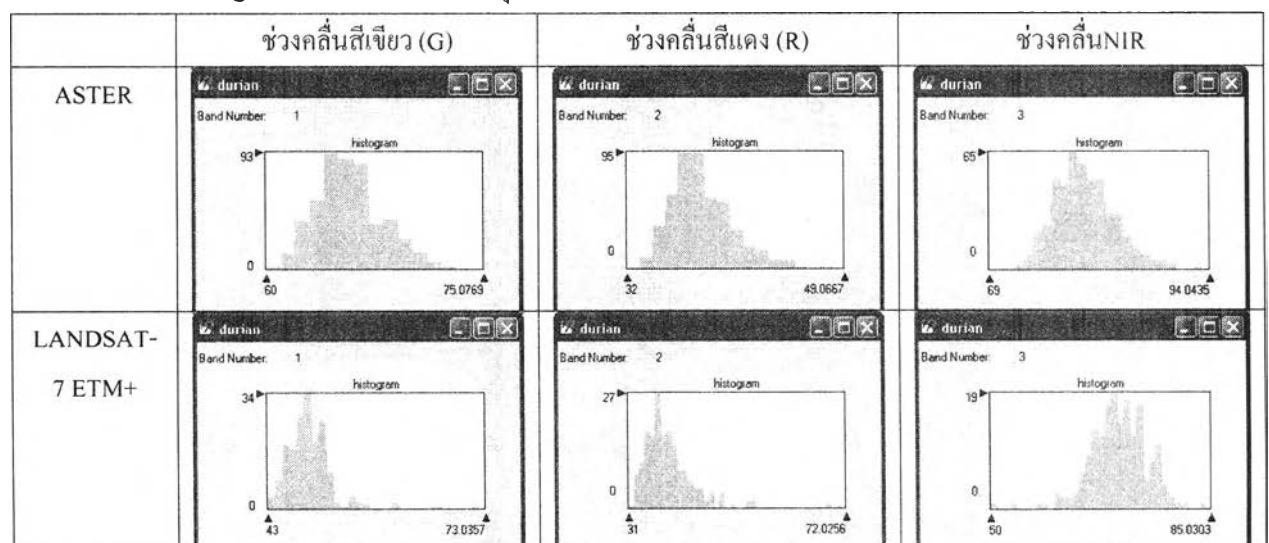 ช่วงคลื่นสีเขียว (G) ช่วงคลื่นสีแดง (R) ช่วงคลื่นNIR
ASTER
durian
Band Number: 1
histogram
93
0
60 75.0769
durian
Band Number: 2
histogram
95
0
32 49.0667
durian
Band Number: 3
histogram
65
0
69 94.0435
LANDSAT-
7 ETM+
durian
Band Number: 1
histogram
34
0
43 73.0357
durian
Band Number: 2
histogram
27
0
31 72.0256
durian
Band Number: 3
histogram
19
0
50 85.0303